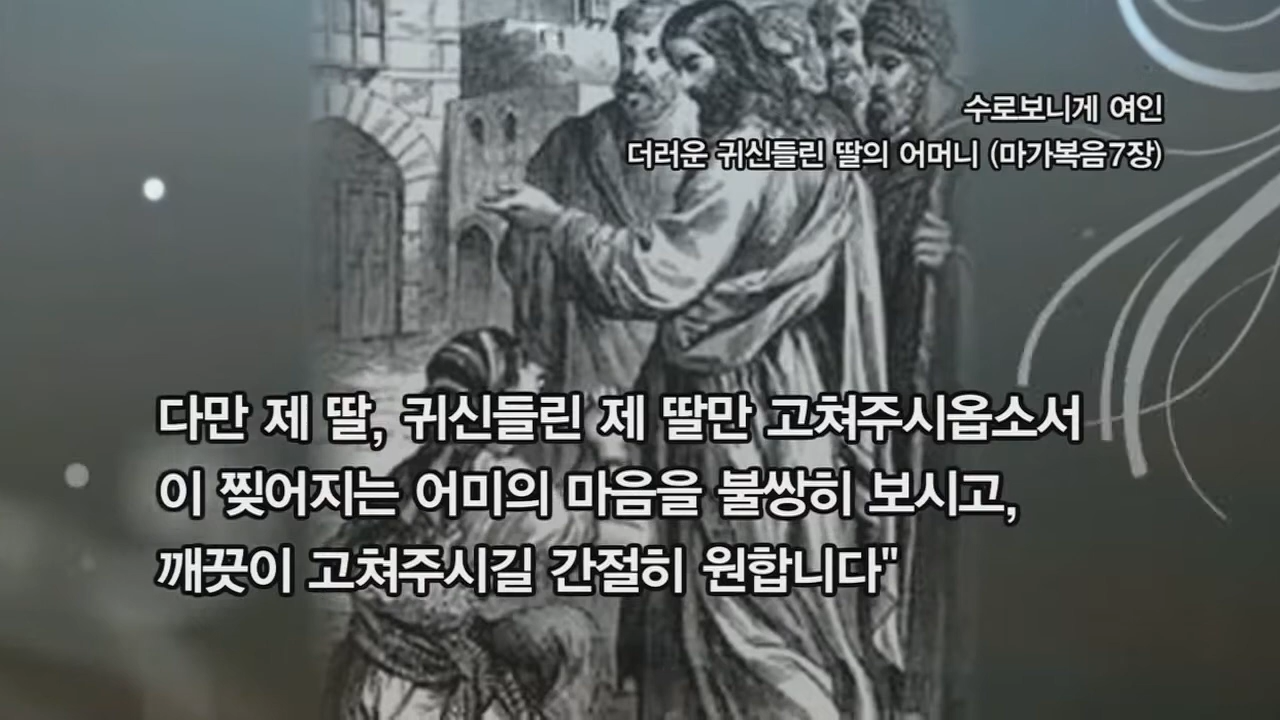 수로보니게 여인
더러운 귀신들린 딸의 어머니 (마가복음7장)
다만 제 딸, 귀신들린 제 딸만 고쳐주시옵소서
이 찢어지는 어미의 마음을 불쌍히 보시고,
깨끗이 고쳐주시길 간절히 원합니다"